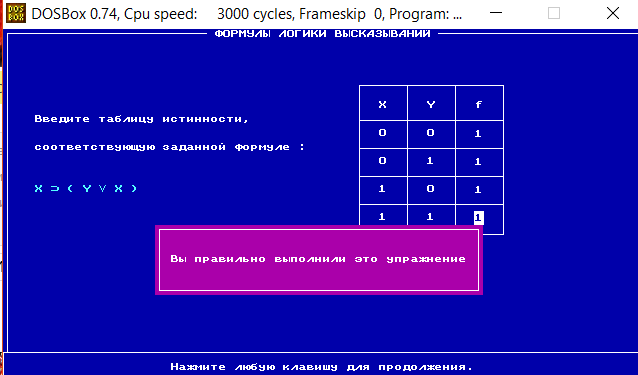 DOS
BOX
DOSBox 0.74, Cpu speed: 3000 cycles, Frameskip 0, Program: ...
ФОРМУЛЫ ЛОГИКИ ВЫСКАЗЫВАНИЙ
Введите таблицу истинности,
соответствующую заданной формуле :
X ⊃ ( Y ∨ X )
X Y f
0 0 1
0 1 1
1 0 1
1 1 1
Вы правильно выполнили это упражнение
Нажмите любую клавишу для продолжения.